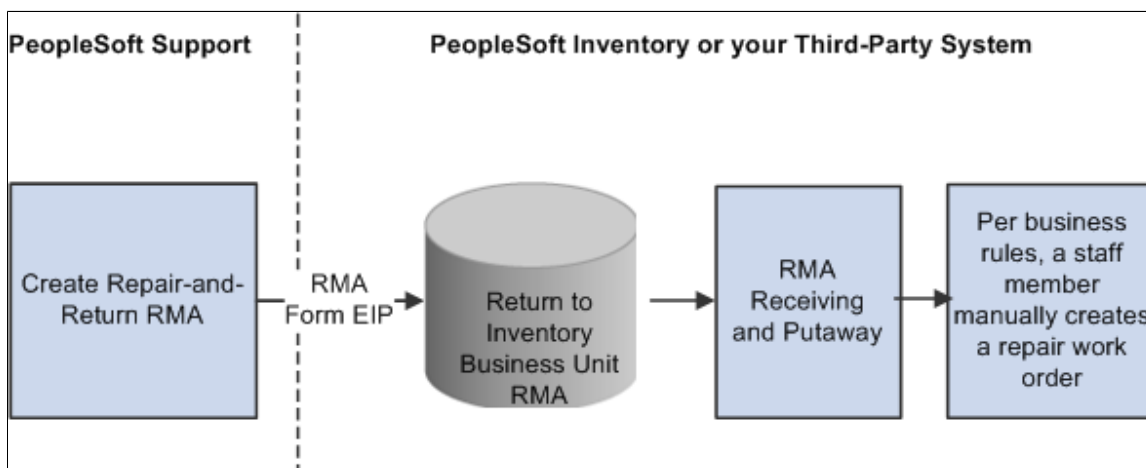 PeopleSoft Support
PeopleSoft Inventory or your Third-Party System
Create Repair-and-
Return RMA
RMA
Form EIP
Return to
Inventory
Business Unit
RMA
RMA
Receiving
and Putaway
Per business
rules, a staff
member
manually creates
a repair work
order